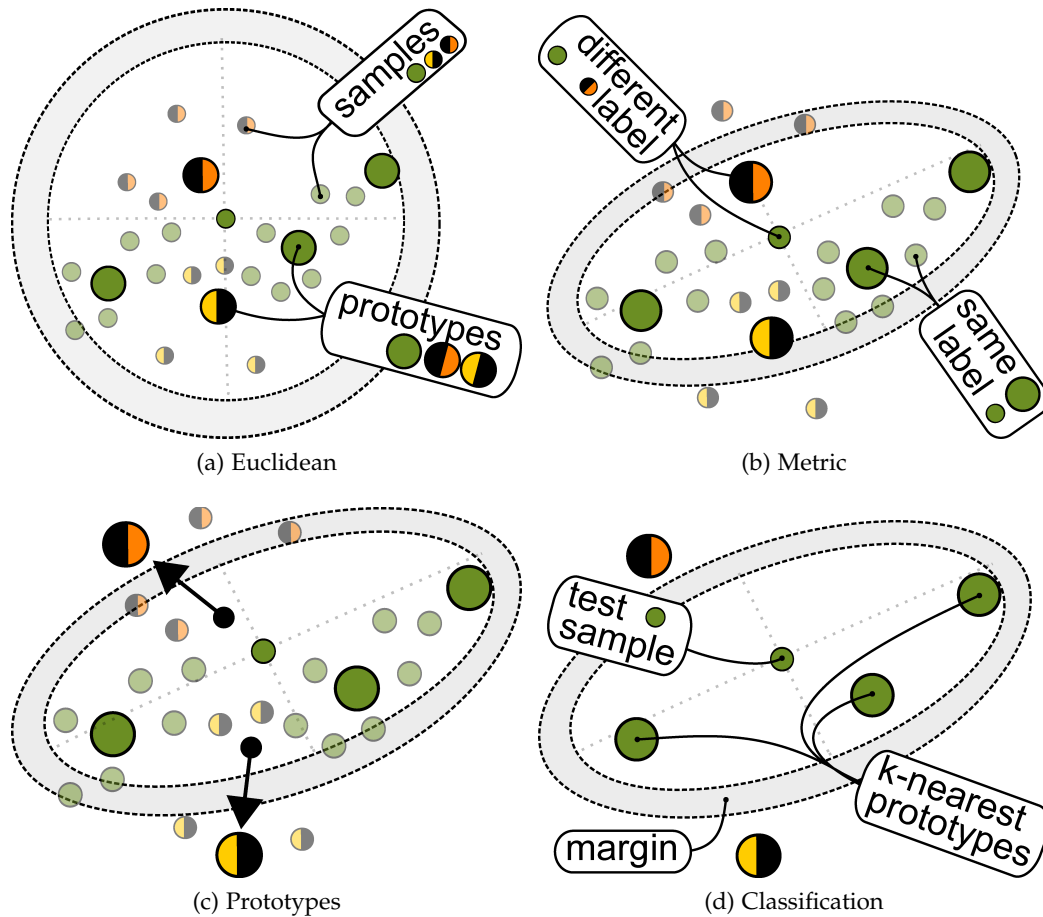 samples
prototypes
(a) Euclidean
different
label
same
label
(b) Metric
(c) Prototypes
test
sample
k-nearest
prototypes
margin
(d) Classification